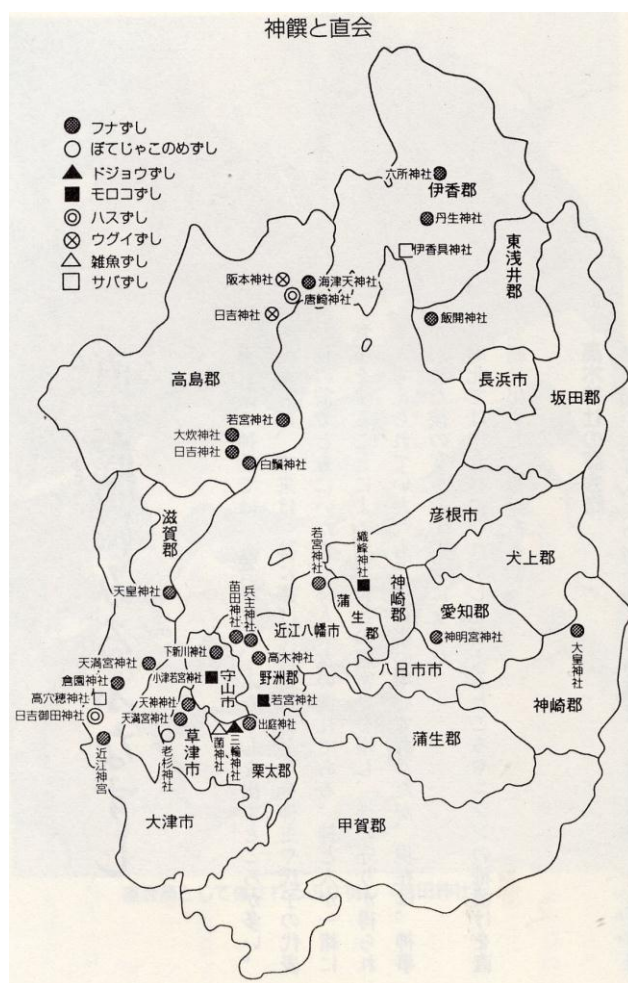 神饌と直会
フナずし
ぼてじゃこのめずし
ドジョウずし
モロコずし
ハスずし
ウグイずし
雑魚ずし
サバずし
六所神社
伊香郡
丹生神社
伊香具神社
東浅井郡
阪本神社
海津天神社
唐崎神社
日吉神社
飯開神社
長浜市
高島郡
坂田郡
若宮神社
大炊神社
日吉神社
白鬚神社
彦根市
滋賀郡
犬上郡
若宮神社
織峰神社
神崎郡
蒲生郡
愛知郡
天皇神社
苗田神社
兵主神社
近江八幡市
神明宮神社
大皇神社
下新川神社
高木神社
八日市市
天満宮神社
小津若宮神社
守山市
野洲郡
倉園神社
神崎郡
高穴穂神社
天神神社
若宮神社
日吉御田神社
天満宮神社
出庭神社
蒲生郡
近江神宮
老杉神社
草津市
菌神社
三輪神社
栗太郡
大津市
甲賀郡